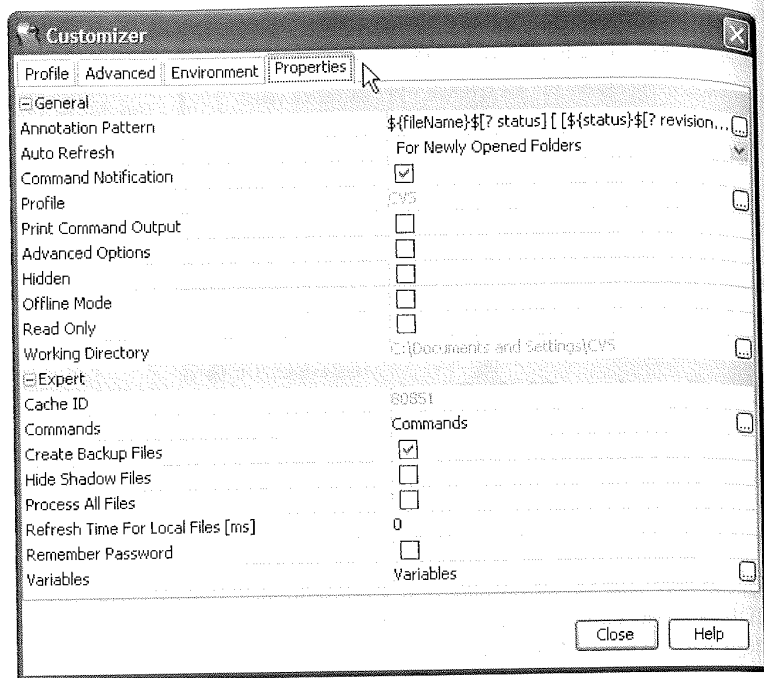 Customizer
Profile Advanced Environment Properties
General
Annotation Pattern ${fileName}$[? status] [ [${status}$[? revision... ...
Auto Refresh For Newly Opened Folders
Command Notification
Profile CVS ...
Print Command Output
Advanced Options
Hidden
Offline Mode
Read Only
Working Directory C:\Documents and Settings\CVS ...
Expert
Cache ID 80851
Commands Commands ...
Create Backup Files
Hide Shadow Files
Process All Files
Refresh Time For Local Files [ms] 0
Remember Password
Variables Variables ...
Close Help